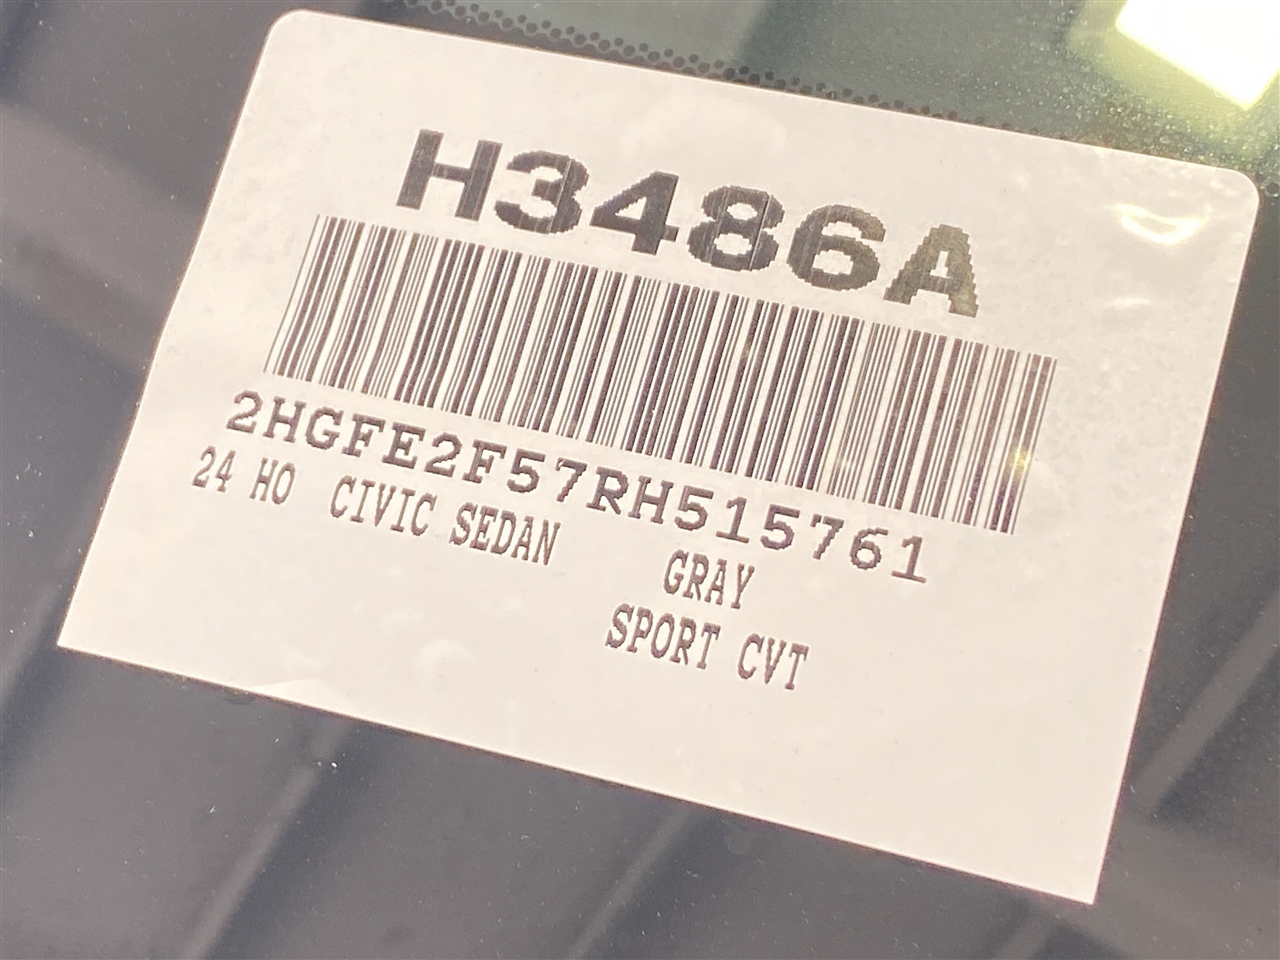 H3486A
2HGFE2F57RH515761
24 HO CIVIC SEDAN GRAY
SPORT CVT